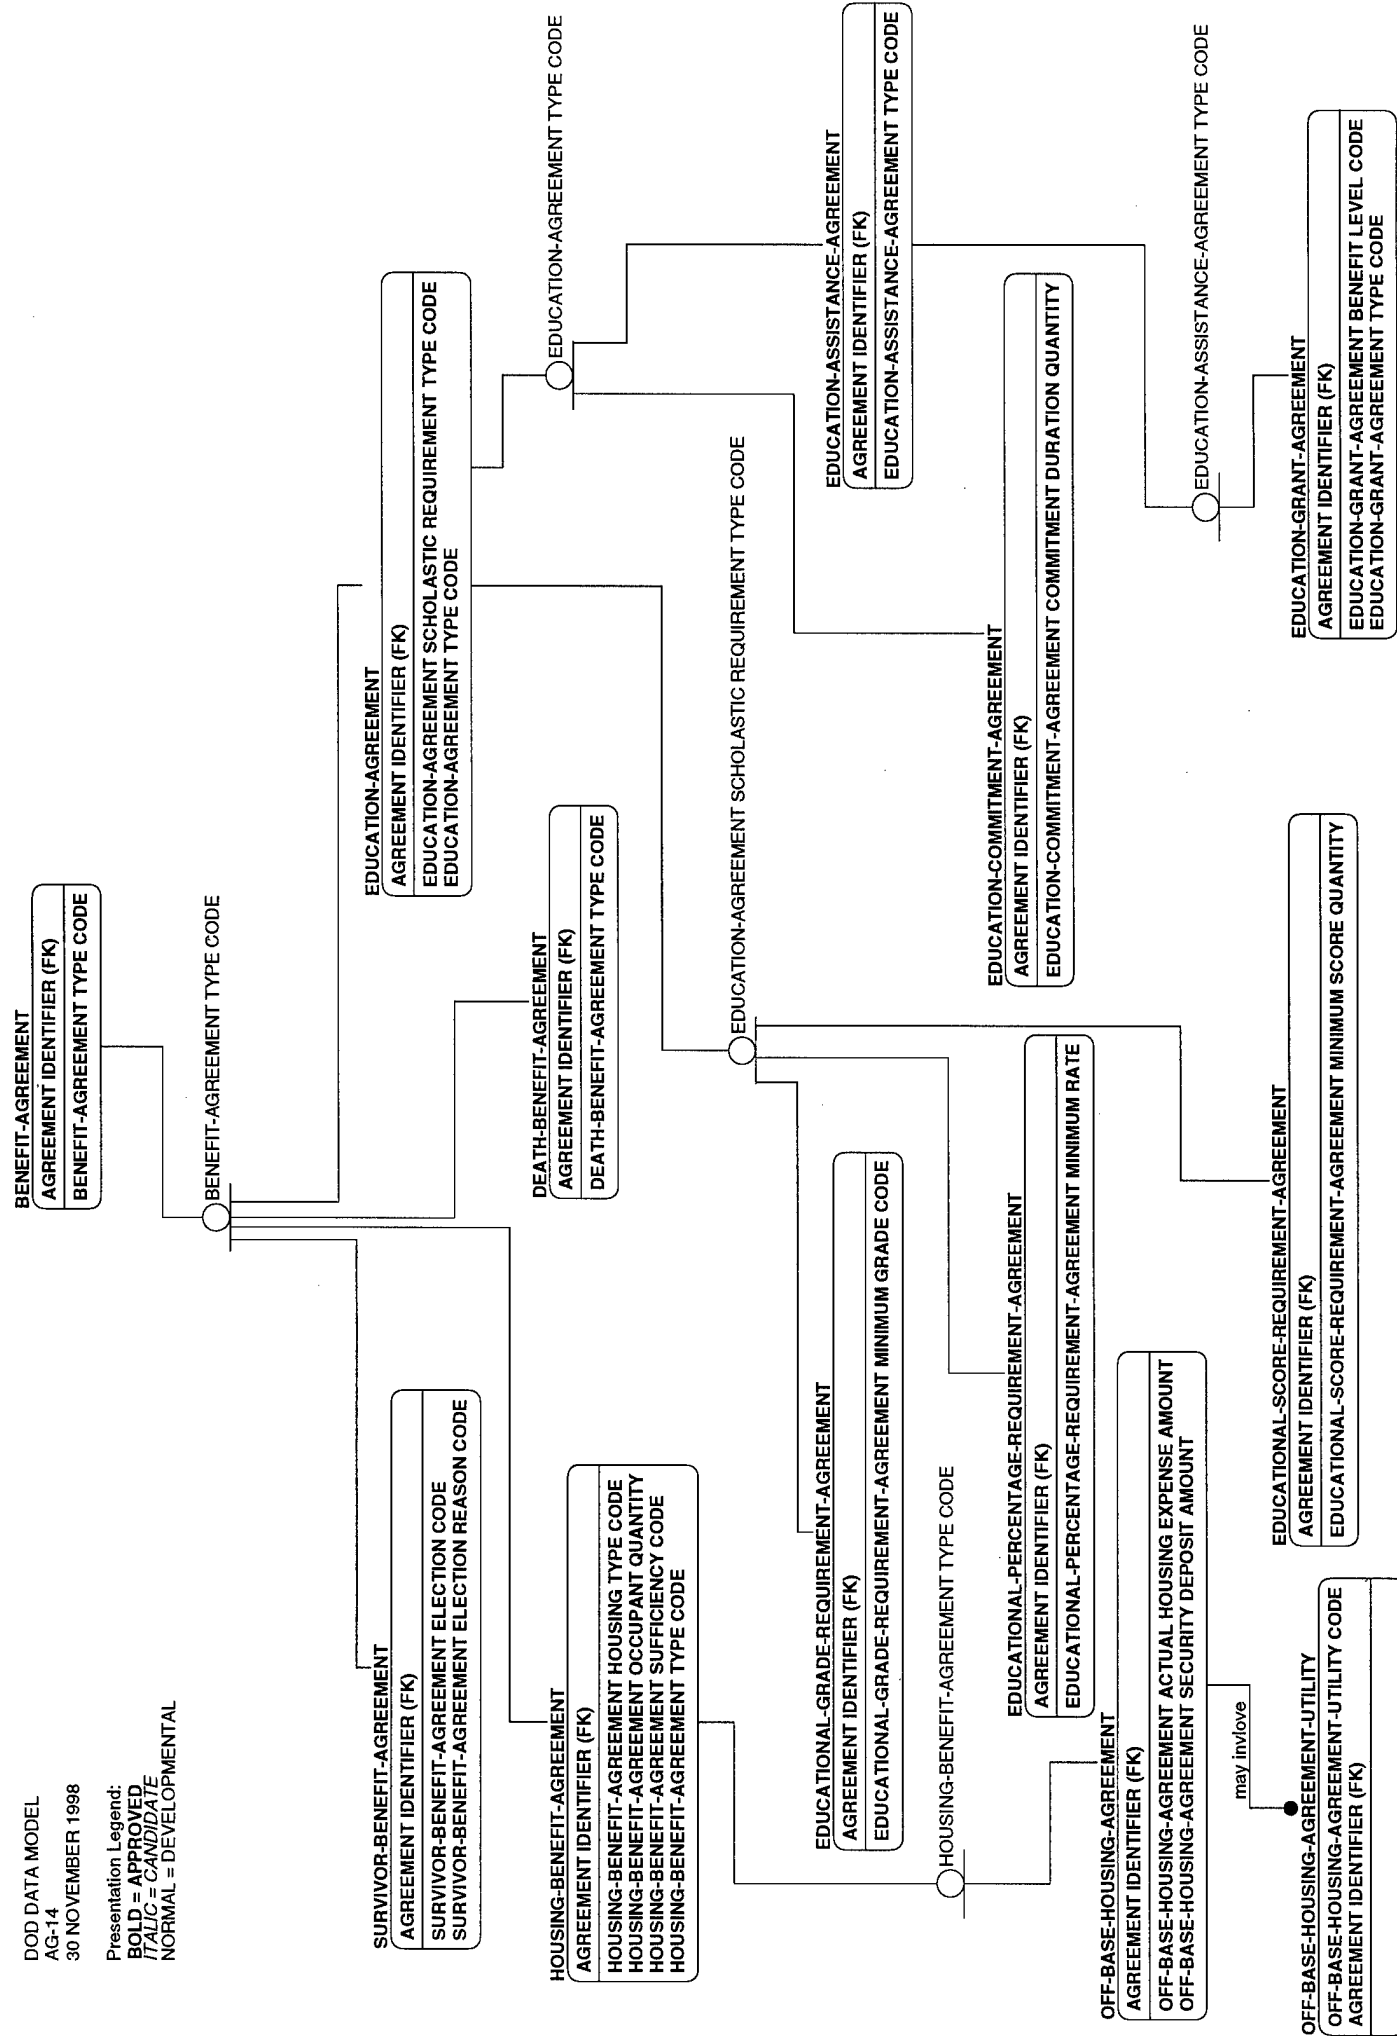 DOD DATA MODEL
AG-14
30 NOVEMBER 1998
Presentation Legend:
BOLD = APPROVED
ITALIC = CANDIDATE
NORMAL = DEVELOPMENTAL
BENEFIT-AGREEMENT
AGREEMENT IDENTIFIER (FK)
BENEFIT-AGREEMENT TYPE CODE
BENEFIT-AGREEMENT TYPE CODE
SURVIVOR-BENEFIT-AGREEMENT
AGREEMENT IDENTIFIER (FK)
SURVIVOR-BENEFIT-AGREEMENT ELECTION CODE
SURVIVOR-BENEFIT-AGREEMENT ELECTION REASON CODE
EDUCATION-AGREEMENT
AGREEMENT IDENTIFIER (FK)
EDUCATION-AGREEMENT SCHOLASTIC REQUIREMENT TYPE CODE
EDUCATION-AGREEMENT TYPE CODE
HOUSING-BENEFIT-AGREEMENT
AGREEMENT IDENTIFIER (FK)
HOUSING-BENEFIT-AGREEMENT HOUSING TYPE CODE
HOUSING-BENEFIT-AGREEMENT OCCUPANT QUANTITY
HOUSING-BENEFIT-AGREEMENT SUFFICIENCY CODE
HOUSING-BENEFIT-AGREEMENT TYPE CODE
DEATH-BENEFIT-AGREEMENT
AGREEMENT IDENTIFIER (FK)
DEATH-BENEFIT-AGREEMENT TYPE CODE
EDUCATION-AGREEMENT TYPE CODE
EDUCATION-AGREEMENT SCHOLASTIC REQUIREMENT TYPE CODE
EDUCATIONAL-GRADE-REQUIREMENT-AGREEMENT
AGREEMENT IDENTIFIER (FK)
EDUCATIONAL-GRADE-REQUIREMENT-AGREEMENT MINIMUM GRADE CODE
EDUCATION-ASSISTANCE-AGREEMENT
AGREEMENT IDENTIFIER (FK)
EDUCATION-ASSISTANCE-AGREEMENT TYPE CODE
HOUSING-BENEFIT-AGREEMENT TYPE CODE
EDUCATIONAL-PERCENTAGE-REQUIREMENT-AGREEMENT
AGREEMENT IDENTIFIER (FK)
EDUCATIONAL-PERCENTAGE-REQUIREMENT-AGREEMENT MINIMUM RATE
EDUCATION-COMMITMENT-AGREEMENT
AGREEMENT IDENTIFIER (FK)
EDUCATION-COMMITMENT-AGREEMENT COMMITMENT DURATION QUANTITY
OFF-BASE-HOUSING-AGREEMENT
AGREEMENT IDENTIFIER (FK)
OFF-BASE-HOUSING-AGREEMENT ACTUAL HOUSING EXPENSE AMOUNT
OFF-BASE-HOUSING-AGREEMENT SECURITY DEPOSIT AMOUNT
EDUCATION-ASSISTANCE-AGREEMENT TYPE CODE
may invlove
EDUCATIONAL-SCORE-REQUIREMENT-AGREEMENT
AGREEMENT IDENTIFIER (FK)
EDUCATIONAL-SCORE-REQUIREMENT-AGREEMENT MINIMUM SCORE QUANTITY
EDUCATION-GRANT-AGREEMENT
AGREEMENT IDENTIFIER (FK)
EDUCATION-GRANT-AGREEMENT BENEFIT LEVEL CODE
EDUCATION-GRANT-AGREEMENT TYPE CODE
OFF-BASE-HOUSING-AGREEMENT-UTILITY
OFF-BASE-HOUSING-AGREEMENT-UTILITY CODE
AGREEMENT IDENTIFIER (FK)